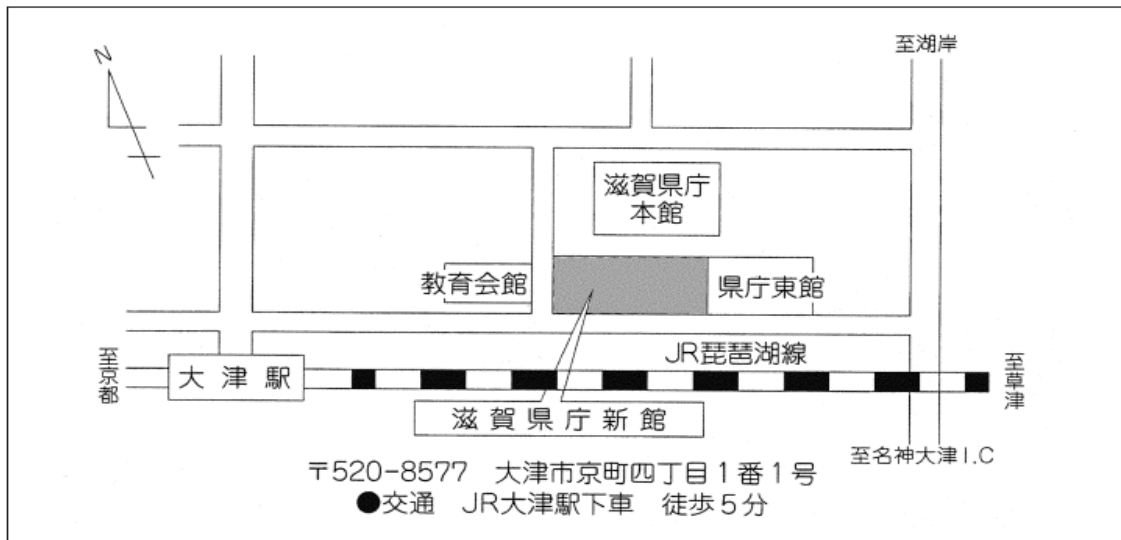 N
至湖岸
滋賀県庁
本館
教育会館
県庁東館
JR琵琶湖線
至京都
大津駅
至草津
滋賀県庁新館
至名神大津I.C
〒520-8577　大津市京町四丁目1番1号
●交通　JR大津駅下車　徒歩5分